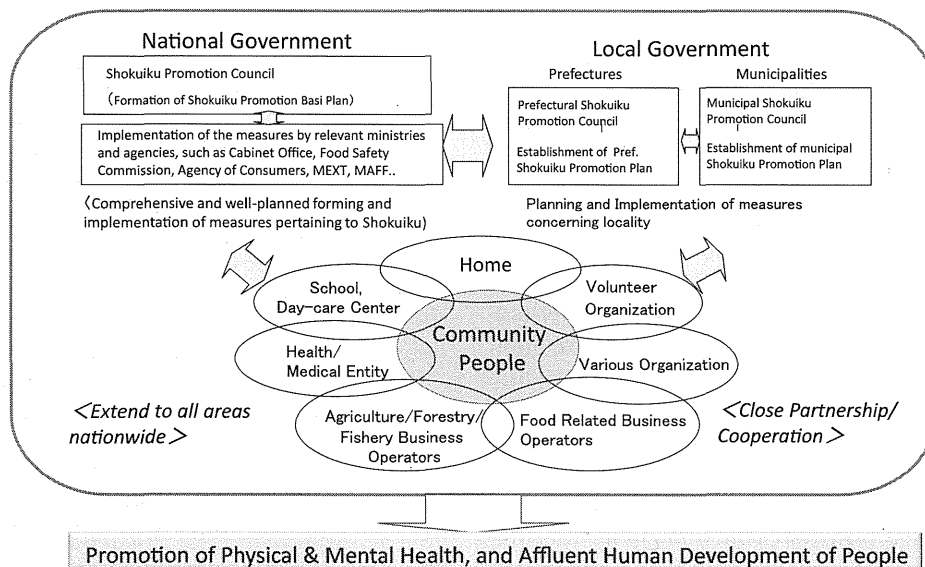 National Government
Shokuiku Promotion Council
(Formation of Shokuiku Promotion Basi Plan)
Implementation of the measures by relevant ministries
and agencies, such as Cabinet Office, Food Safety
Commission, Agency of Consumers, MEXT, MAFF..
〈Comprehensive and well-planned forming and
implementation of measures pertaining to Shokuiku)
Local Government
Prefectures
Municipalities
Prefectural Shokuiku
Promotion Council
Establishment of Pref.
Shokuiku Promotion Plan
Municipal Shokuiku
Promotion Council
Establishment of municipal
Shokuiku Promotion Plan
Planning and Implementation of measures
concerning locality
Home
School,
Day-care Center
Volunteer
Organization
Community
People
Health/
Medical Entity
Various Organization
Agriculture/Forestry/
Fishery Business
Operators
Food Related Business
Operators
<Extend to all areas
nationwide>
<Close Partnership/
Cooperation>
Promotion of Physical & Mental Health, and Affluent Human Development of People